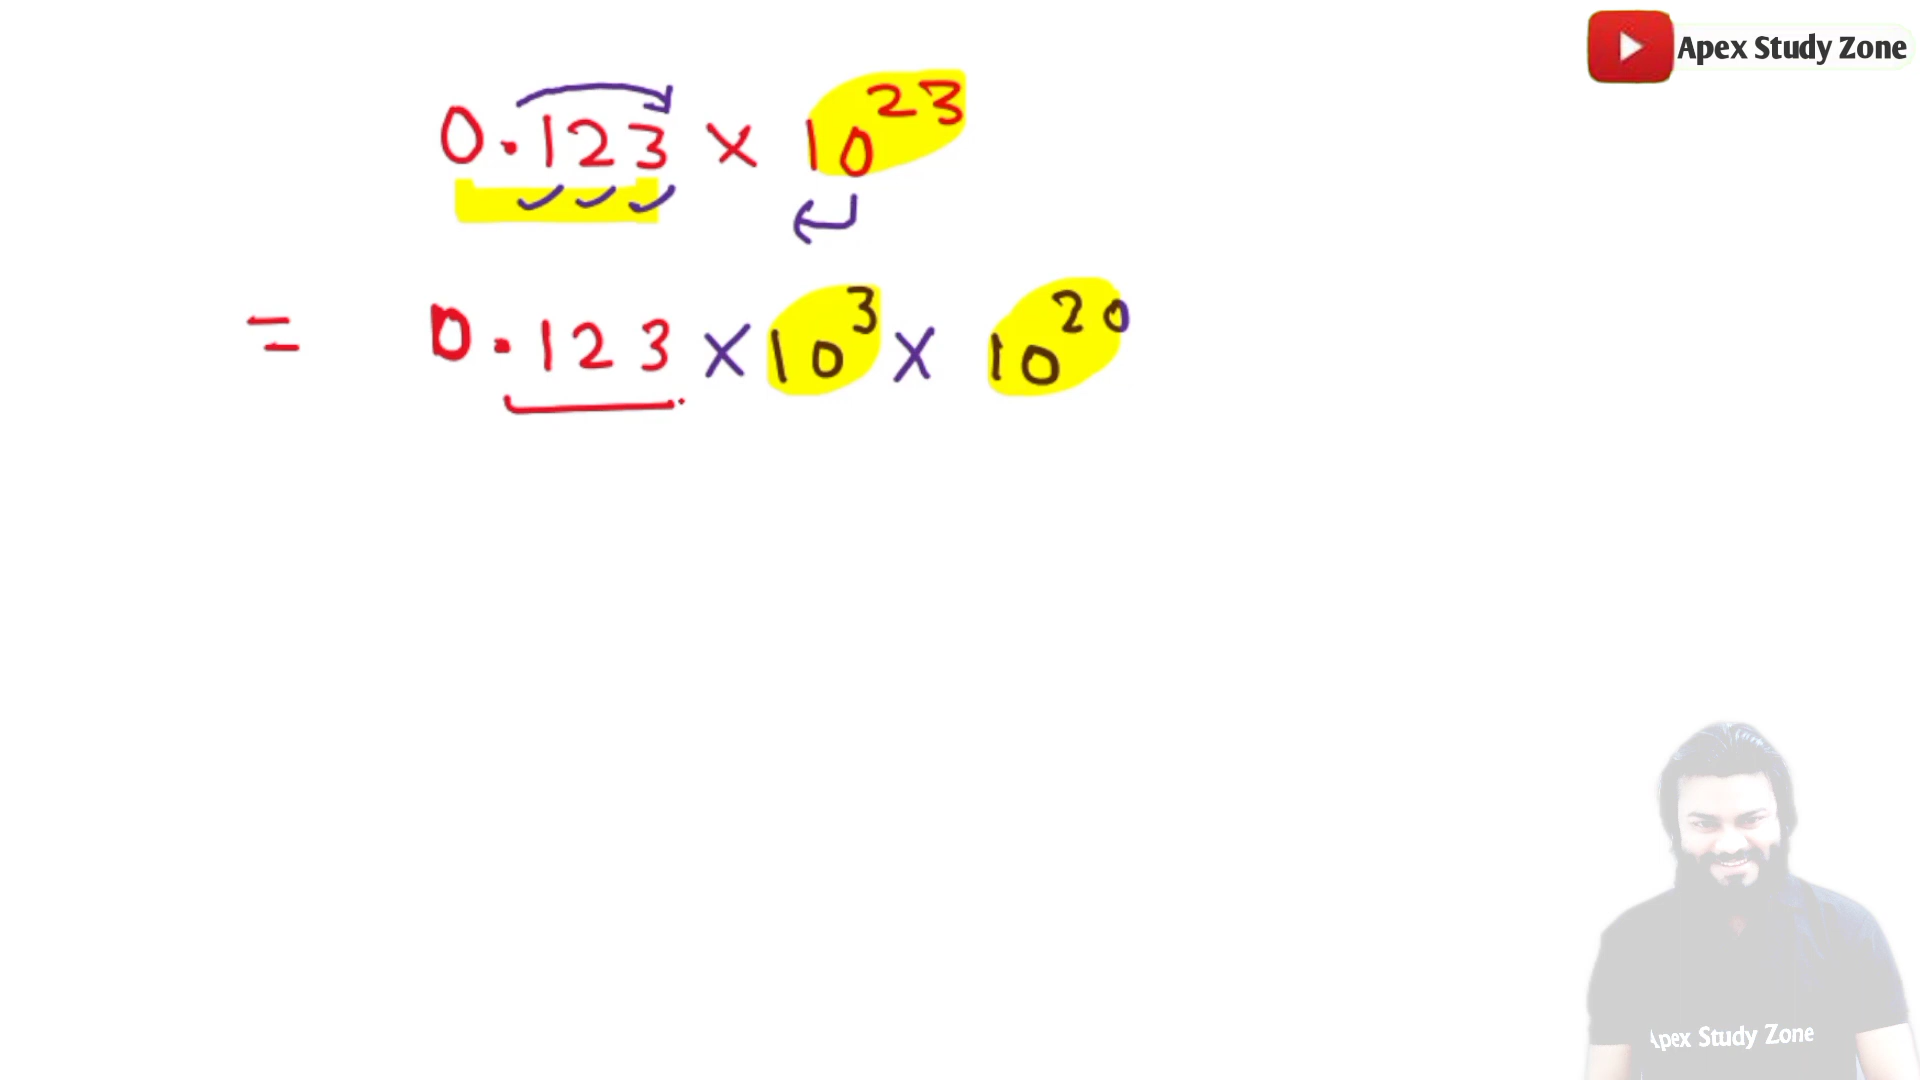 Apex Study Zone
0.123 × 10²³
= 0.123 × 10³ × 10²⁰
Apex Study Zone